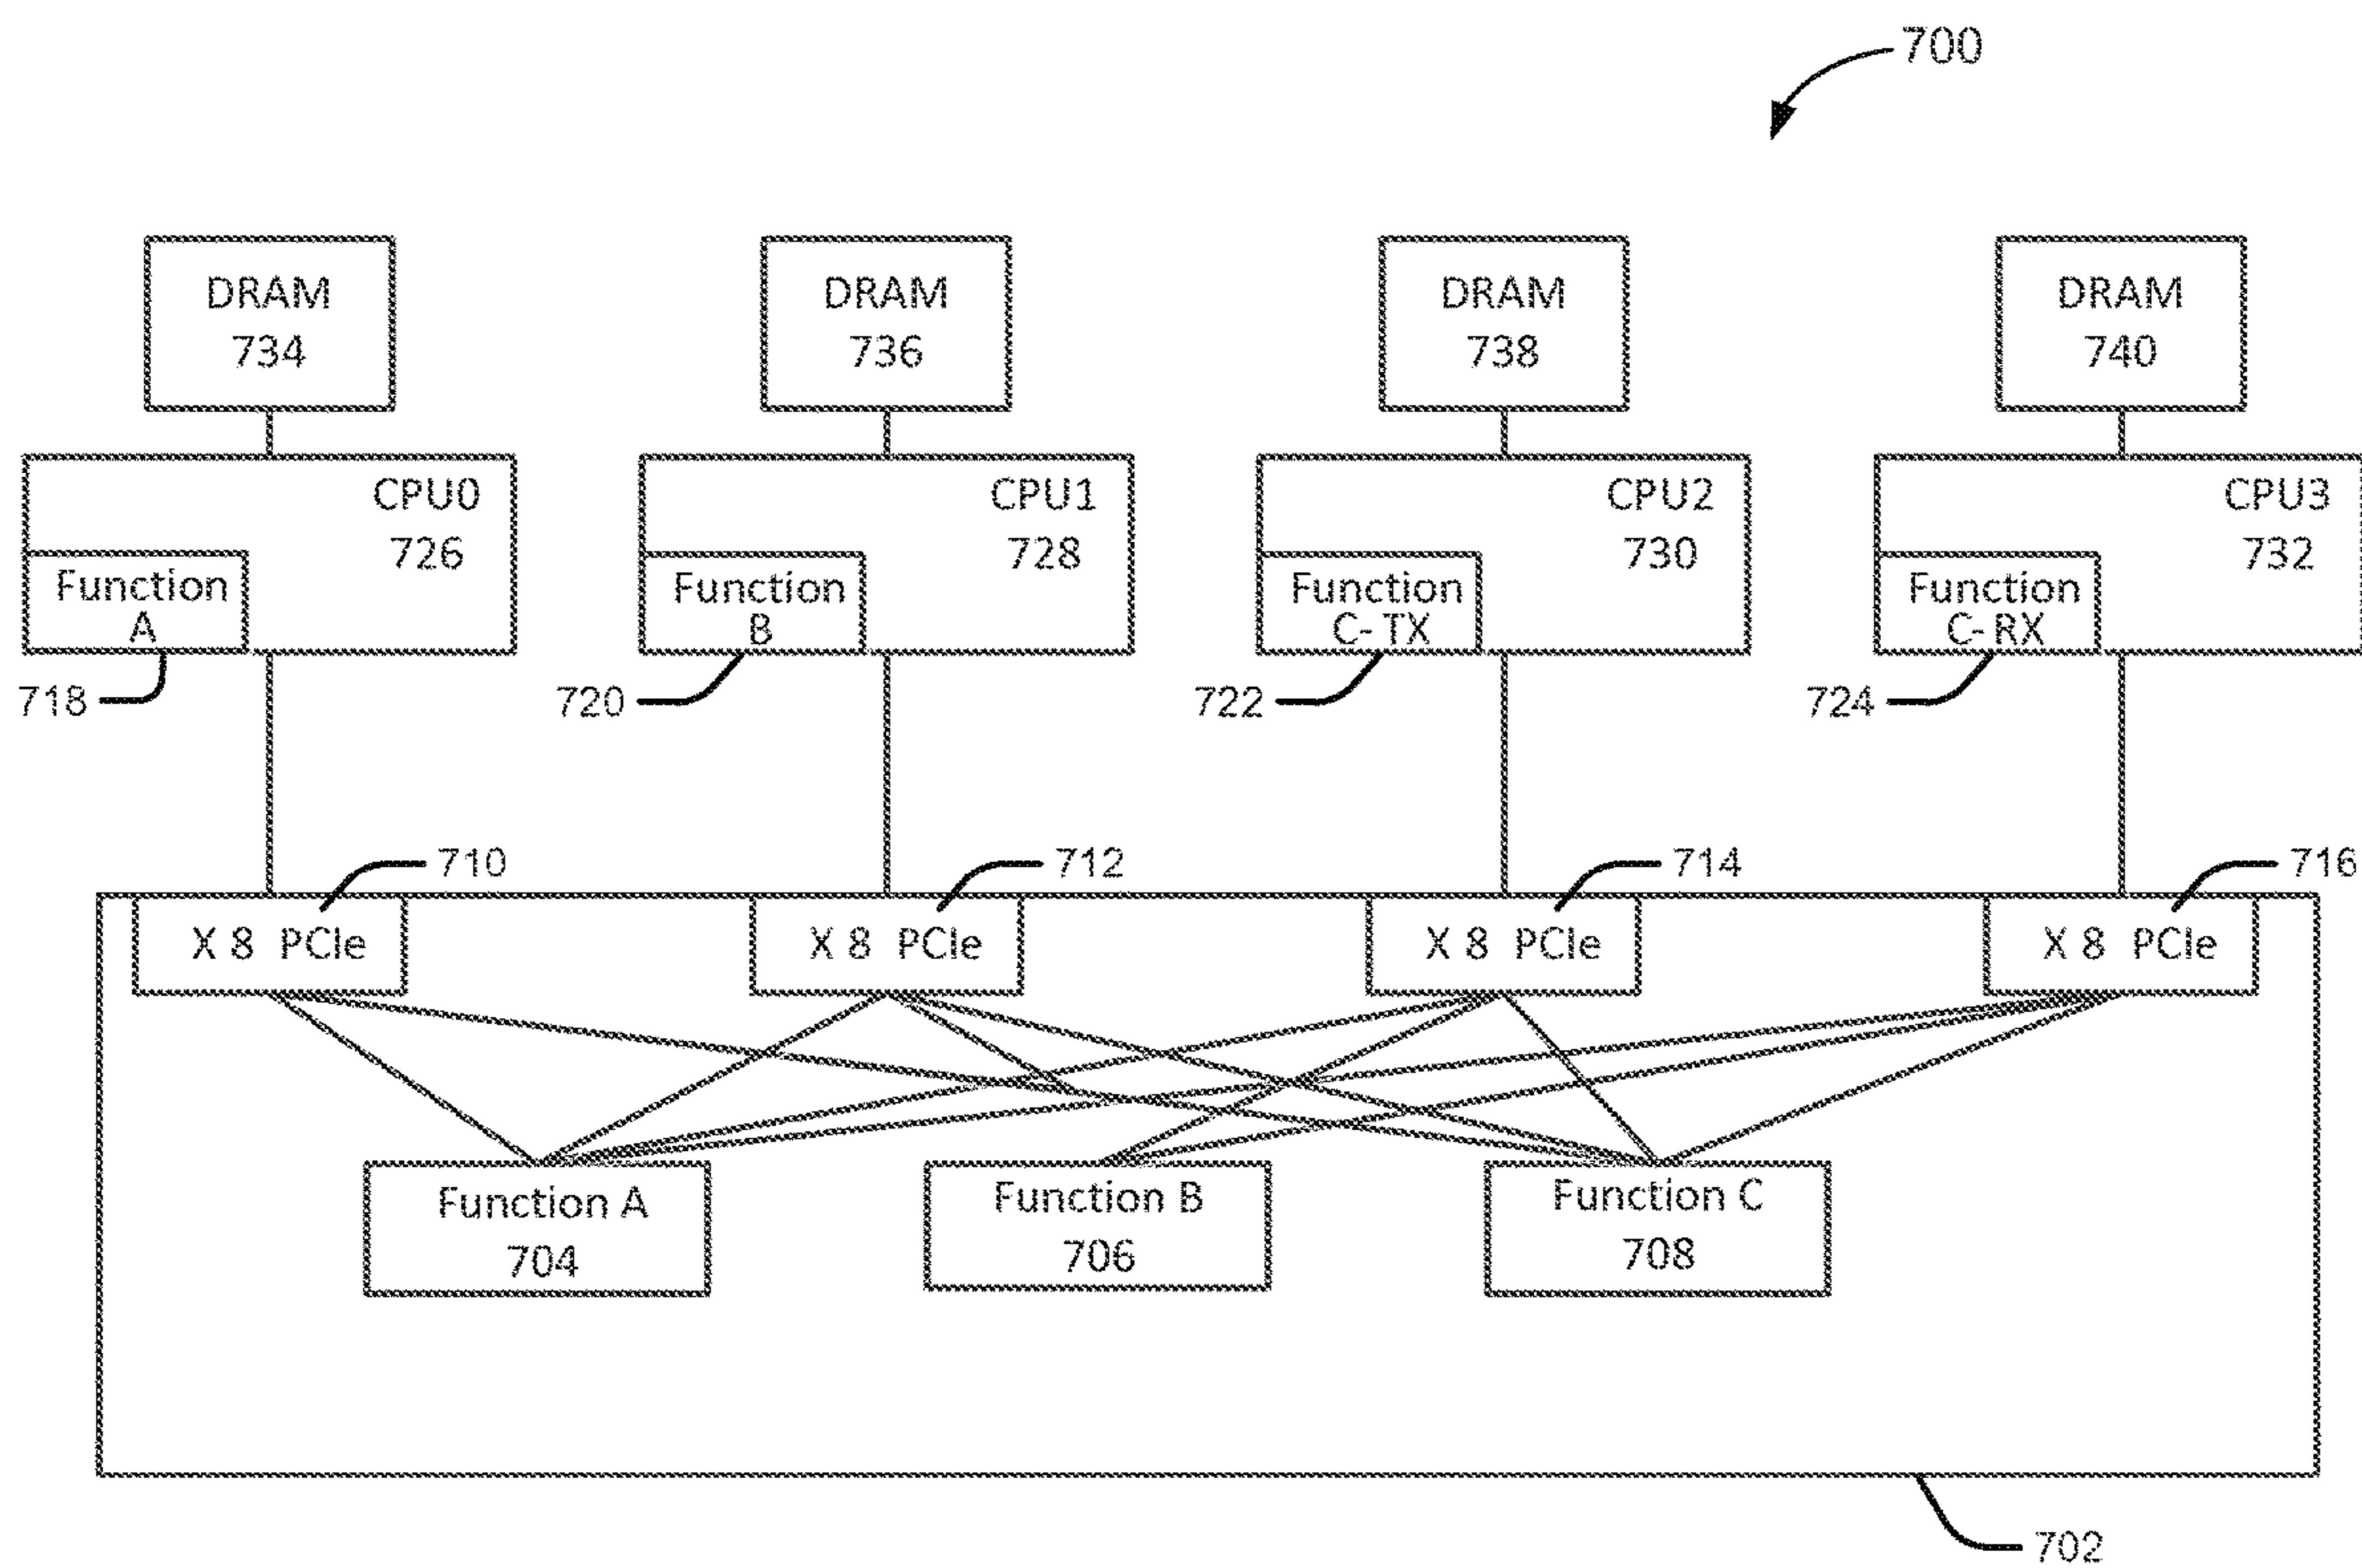 700
DRAM
734
DRAM
736
DRAM
738
DRAM
740
CPU0
726
Function
A
718
CPU1
728
Function
B
720
CPU2
730
Function
C-TX
722
CPU3
732
Function
C-RX
724
710
X 8 PCIe
712
X 8 PCIe
714
X 8 PCIe
716
X 8 PCIe
Function A
704
Function B
706
Function C
708
702